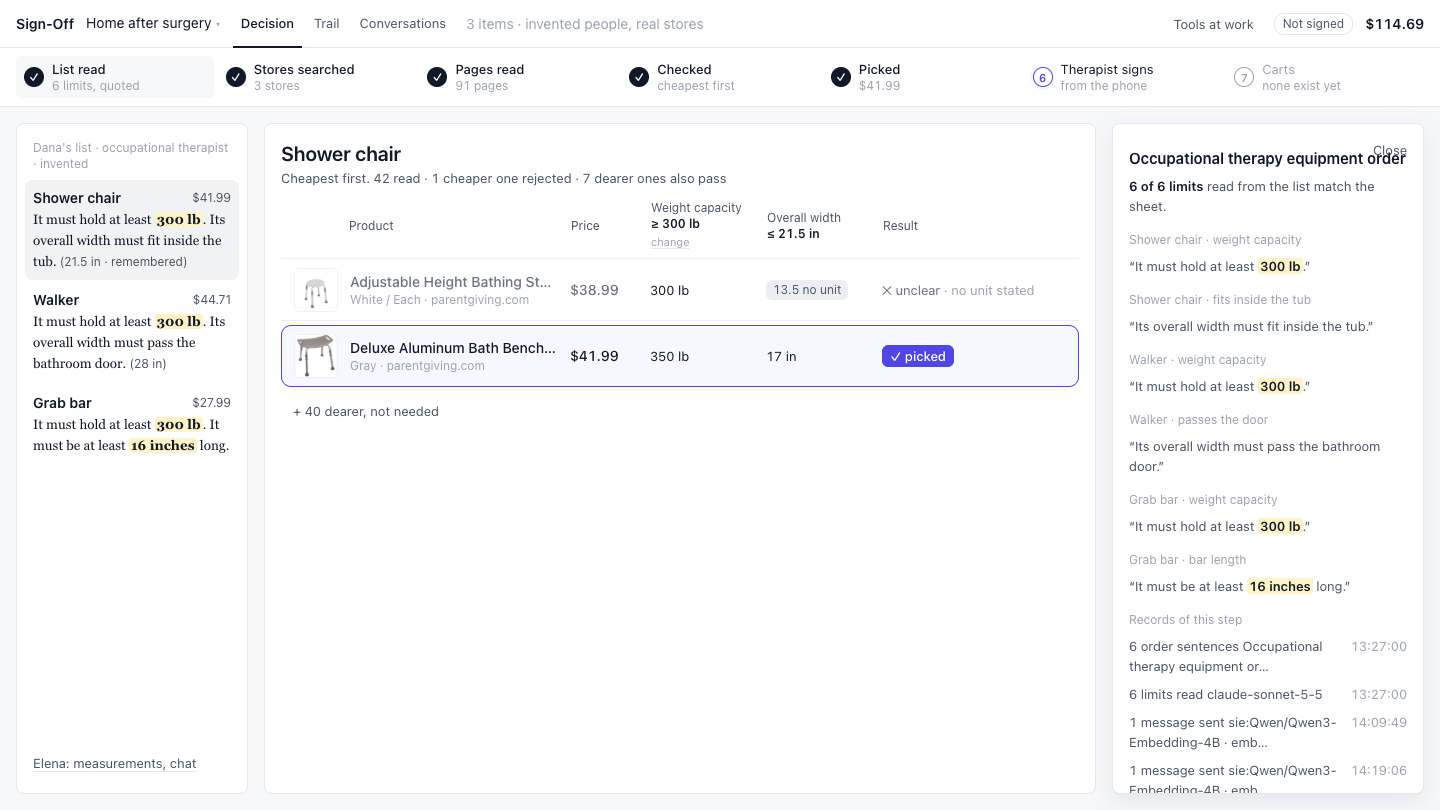 Sign-Off Home after surgery Decision Trail Conversations 3 items · invented people, real stores Tools at work Not signed $114.69
List read
6 limits, quoted
Stores searched
3 stores
Pages read
91 pages
Checked
cheapest first
Picked
$41.99
6 Therapist signs
from the phone
7 Carts
none exist yet
Dana's list · occupational therapist
· invented
Shower chair $41.99
It must hold at least 300 lb. Its
overall width must fit inside the
tub. (21.5 in · remembered)
Walker $44.71
It must hold at least 300 lb. Its
overall width must pass the
bathroom door. (28 in)
Grab bar $27.99
It must hold at least 300 lb. It
must be at least 16 inches long.
Elena: measurements, chat
Shower chair
Cheapest first. 42 read · 1 cheaper one rejected · 7 dearer ones also pass
Product Price Weight capacity
≥ 300 lb
change
Overall width
≤ 21.5 in
Result
Adjustable Height Bathing St...
White / Each · parentgiving.com
$38.99 300 lb 13.5 no unit unclear · no unit stated
Deluxe Aluminum Bath Bench...
Gray · parentgiving.com
$41.99 350 lb 17 in picked
+ 40 dearer, not needed
Close
Occupational therapy equipment order
6 of 6 limits read from the list match the
sheet.
Shower chair · weight capacity
“It must hold at least 300 lb.”
Shower chair · fits inside the tub
“Its overall width must fit inside the tub.”
Walker · weight capacity
“It must hold at least 300 lb.”
Walker · passes the door
“Its overall width must pass the bathroom
door.”
Grab bar · weight capacity
“It must hold at least 300 lb.”
Grab bar · bar length
“It must be at least 16 inches long.”
Records of this step
6 order sentences Occupational 13:27:00
therapy equipment or...
6 limits read claude-sonnet-5-5 13:27:00
1 message sent sie:Qwen/Qwen3- 14:09:49
Embedding-4B · emb...
1 message sent sie:Qwen/Qwen3- 14:19:06
Embedding-4B · emb...